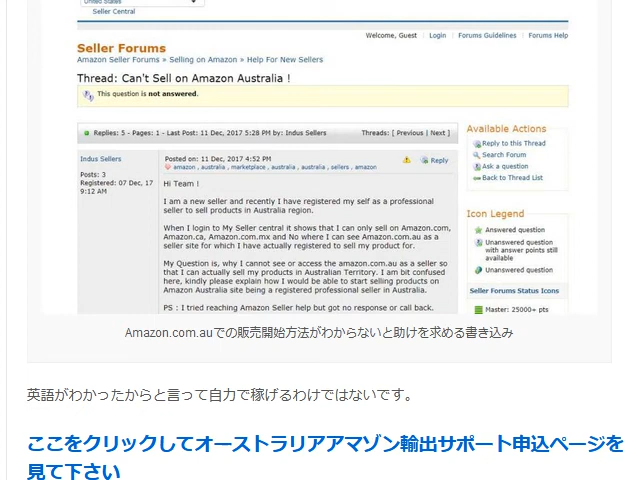 United States
Seller Central
Welcome, Guest | Login | Forums Guidelines | Forums Help
Seller Forums
Amazon Seller Forums » Selling on Amazon » Help For New Sellers
Thread: Can't Sell on Amazon Australia !
This question is not answered.
Replies: 5 - Pages: 1 - Last Post: 11 Dec, 2017 5:28 PM by: Indus Sellers
Threads: [ Previous | Next ]
Indus Sellers
Posts: 3
Registered: 07 Dec, 17
9:12 AM
Posted on: 11 Dec, 2017 4:52 PM
Reply
amazon , australia , marketplace , australia , australia , sellers , amazon
Hi Team !
I am a new seller and recently I have registered my self as a professional
seller to sell products in Australia region.
When I login to My Seller central it shows that I can only sell on Amazon.com,
Amazon.ca, Amazon.com.mx and No where I can see Amazon.com.au as a
seller site for which I have actually registered to sell my product for.
My Question is, why I cannot see or access the amazon.com.au as a seller so
that I can actually sell my products in Australian Territory. I am bit confused
here, kindly please explain how I would be able to start selling products on
Amazon Australia site being a registered professional seller in Australia.
PS : I tried reaching Amazon Seller help but got no response or call back.
Available Actions
Reply to this Thread
Search Forum
Ask a question
Back to Thread List
Icon Legend
Answered question
Unanswered question
with answer points still
available
Unanswered question
Seller Forums Status Icons
Master: 25000+ pts
Amazon.com.auでの販売開始方法がわからないと助けを求める書き込み
英語がわかったからと言って自力で稼げるわけではないです。
ここをクリックしてオーストラリアアマゾン輸出サポート申込ページを
見て下さい